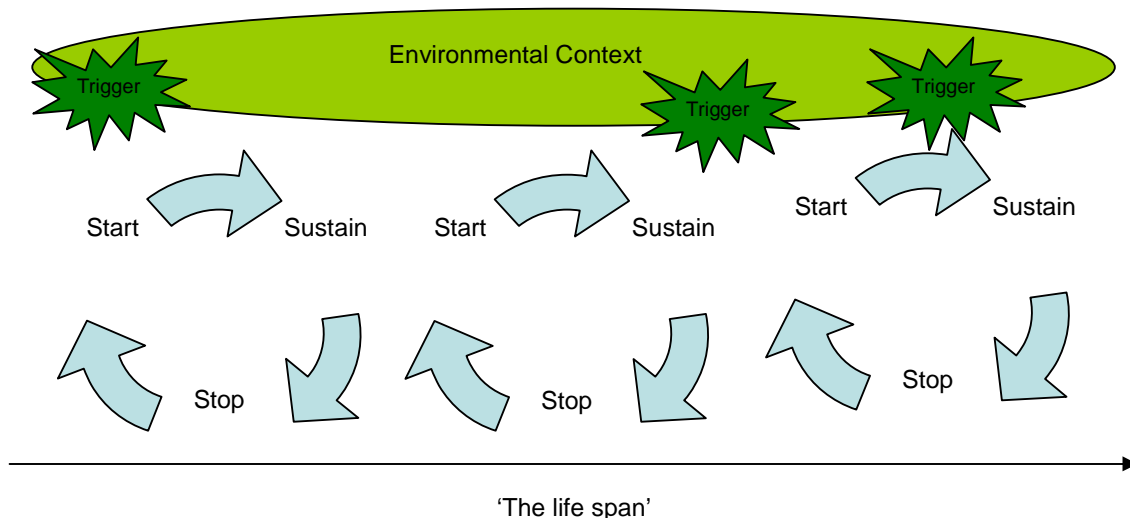 Environmental Context
Trigger
Trigger
Trigger
Start
Sustain
Start
Sustain
Start
Sustain
Stop
Stop
Stop
‘The life span’